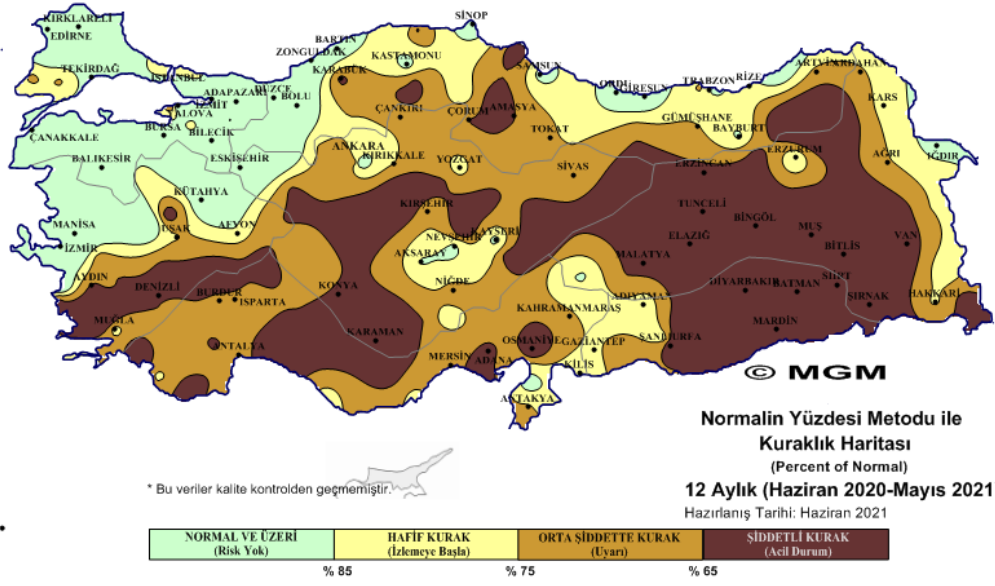 SİNOP
KIRKLARELİ
EDİRNE
BARTIN
ZONGULDAK
KASTAMONU
TEKİRDAĞ
İSTANBUL
KARABÜK
SAMSUN
ARTVİN
ARDAHAN
DÜZCE
ADAPAZARI
BOLU
İZMİT
YALOVA
ORDU
GİRESUN
TRABZON
RİZE
KARS
ÇANKIRI
ÇORUM
AMASYA
GÜMÜŞHANE
BAYBURT
ÇANAKKALE
BURSA
BİLECİK
TOKAT
ANKARA
KIRIKKALE
YOZGAT
SİVAS
ERZİNCAN
ERZURUM
AĞRI
IĞDIR
BALIKESİR
ESKİŞEHİR
KÜTAHYA
KIRŞEHİR
TUNCELİ
BİNGÖL
MUŞ
MANİSA
İZMİR
UŞAK
AFYON
NEVŞEHİR
KAYSERİ
AKSARAY
ELAZIĞ
BİTLİS
VAN
MALATYA
AYDIN
DENİZLİ
BURDUR
ISPARTA
KONYA
NİĞDE
DİYARBAKIR
BATMAN
SİİRT
ŞIRNAK
HAKKARİ
KAHRAMANMARAŞ
ADIYAMAN
MUĞLA
ANTALYA
KARAMAN
MERSİN
ADANA
OSMANİYE
GAZİANTEP
ŞANLIURFA
MARDİN
KİLİS
ANTAKYA
© MGM
Normalin Yüzdesi Metodu ile
Kuraklık Haritası
(Percent of Normal)
12 Aylık (Haziran 2020-Mayıs 2021
Hazırlanış Tarihi: Haziran 2021
* Bu veriler kalite kontrolden geçmemiştir.
NORMAL VE ÜZERİ
(Risk Yok)
HAFİF KURAK
(İzlemeye Başla)
ORTA ŞİDDETTE KURAK
(Uyarı)
ŞİDDETLİ KURAK
(Acil Durum)
% 85
% 75
% 65